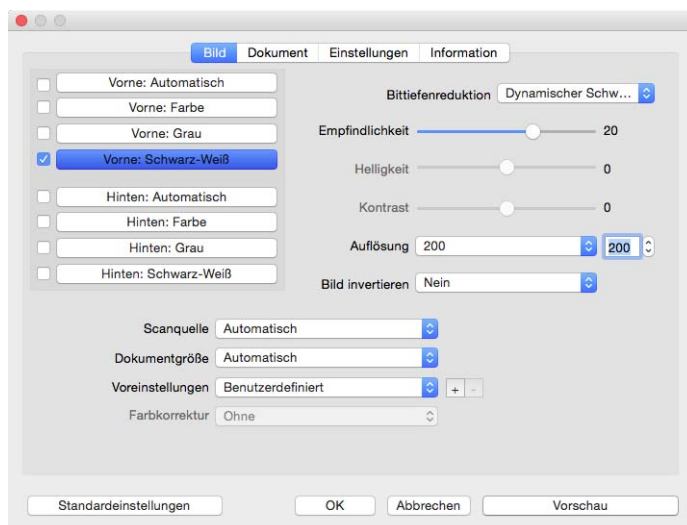 Bild Dokument Einstellungen Information
Vorne: Automatisch
Vorne: Farbe
Vorne: Grau
Vorne: Schwarz-Weiß
Hinten: Automatisch
Hinten: Farbe
Hinten: Grau
Hinten: Schwarz-Weiß
Bittiefenreduktion Dynamischer Schw...
Empfindlichkeit 20
Helligkeit 0
Kontrast 0
Auflösung 200 200
Bild invertieren Nein
Scanquelle Automatisch
Dokumentgröße Automatisch
Voreinstellungen Benutzerdefiniert + -
Farbkorrektur Ohne
Standardeinstellungen OK Abbrechen Vorschau